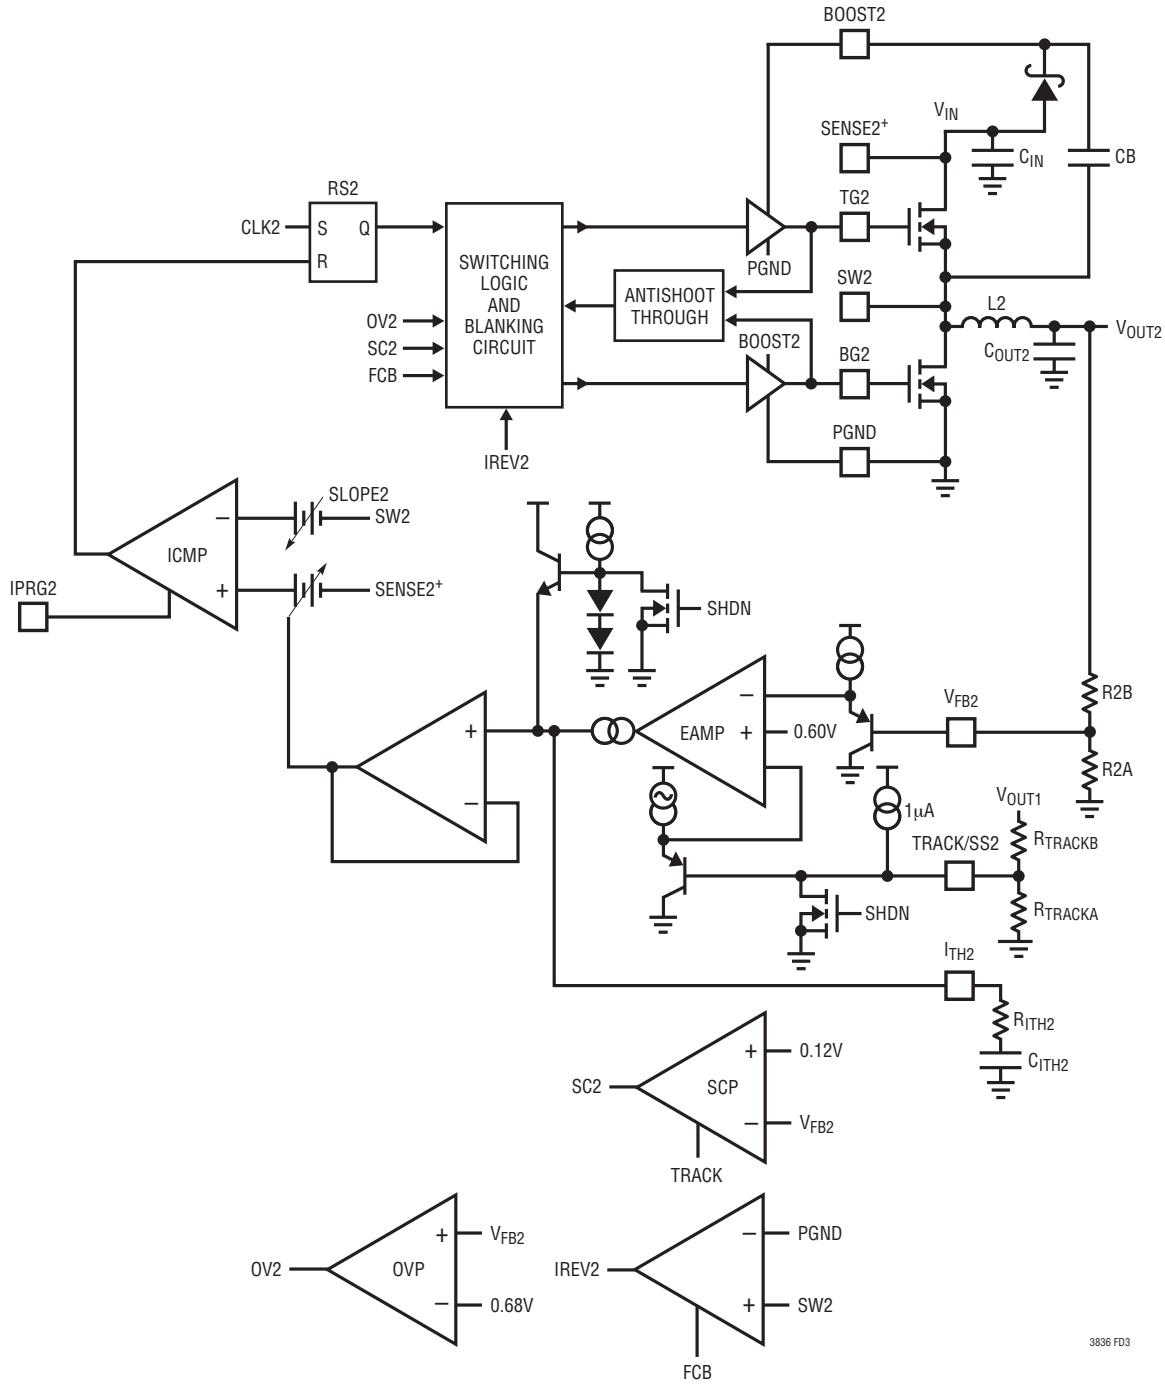 BOOST2
V_IN
SENSE2+
C_IN
CB
RS2
TG2
CLK2
S
Q
R
PGND
SWITCHING
LOGIC
AND
BLANKING
CIRCUIT
ANTISHOOT
THROUGH
SW2
L2
V_OUT2
OV2
SC2
FCB
BOOST2
BG2
C_OUT2
PGND
IREV2
SLOPE2
−
SW2
ICMP
+
SENSE2+
IPRG2
SHDN
−
V_FB2
R2B
+
EAMP
+
0.60V
R2A
−
1µA
V_OUT1
R_TRACKB
TRACK/SS2
SHDN
R_TRACKA
I_TH2
R_ITH2
C_ITH2
+
0.12V
SC2
SCP
−
V_FB2
TRACK
+
V_FB2
−
PGND
OV2
OVP
IREV2
−
0.68V
+
SW2
FCB
3836 FD3